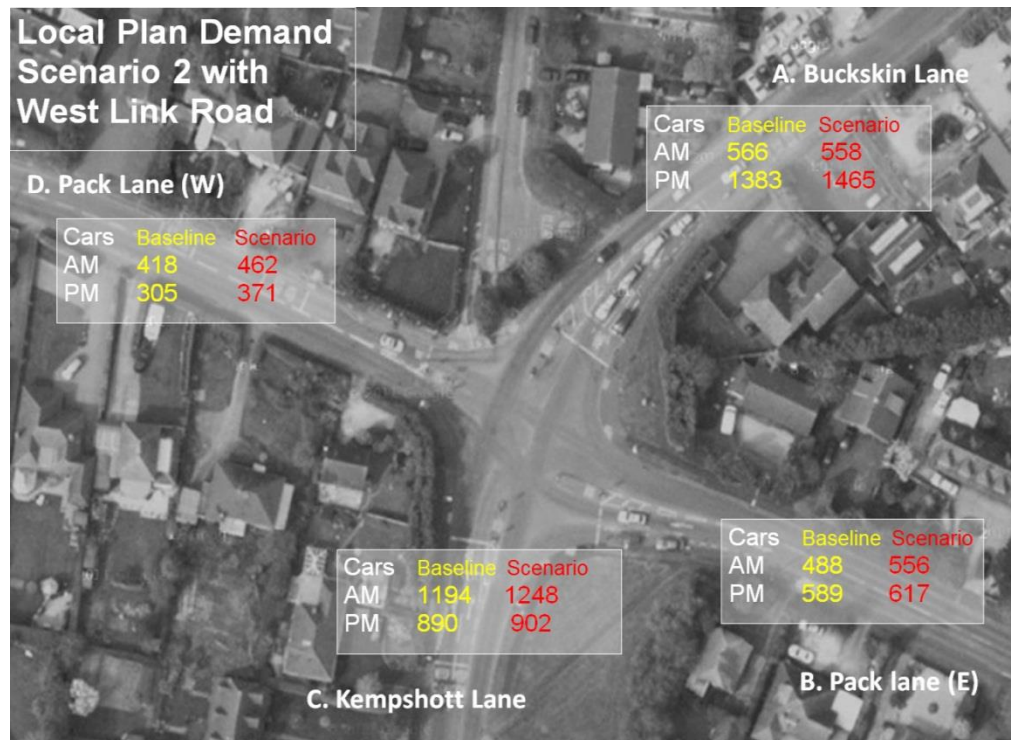 Local Plan Demand
Scenario 2 with
West Link Road
A. Buckskin Lane
Cars Baseline Scenario
AM 566 558
PM 1383 1465
D. Pack Lane (W)
Cars Baseline Scenario
AM 418 462
PM 305 371
Cars Baseline Scenario
AM 488 556
PM 589 617
B. Pack lane (E)
Cars Baseline Scenario
AM 1194 1248
PM 890 902
C. Kempshott Lane